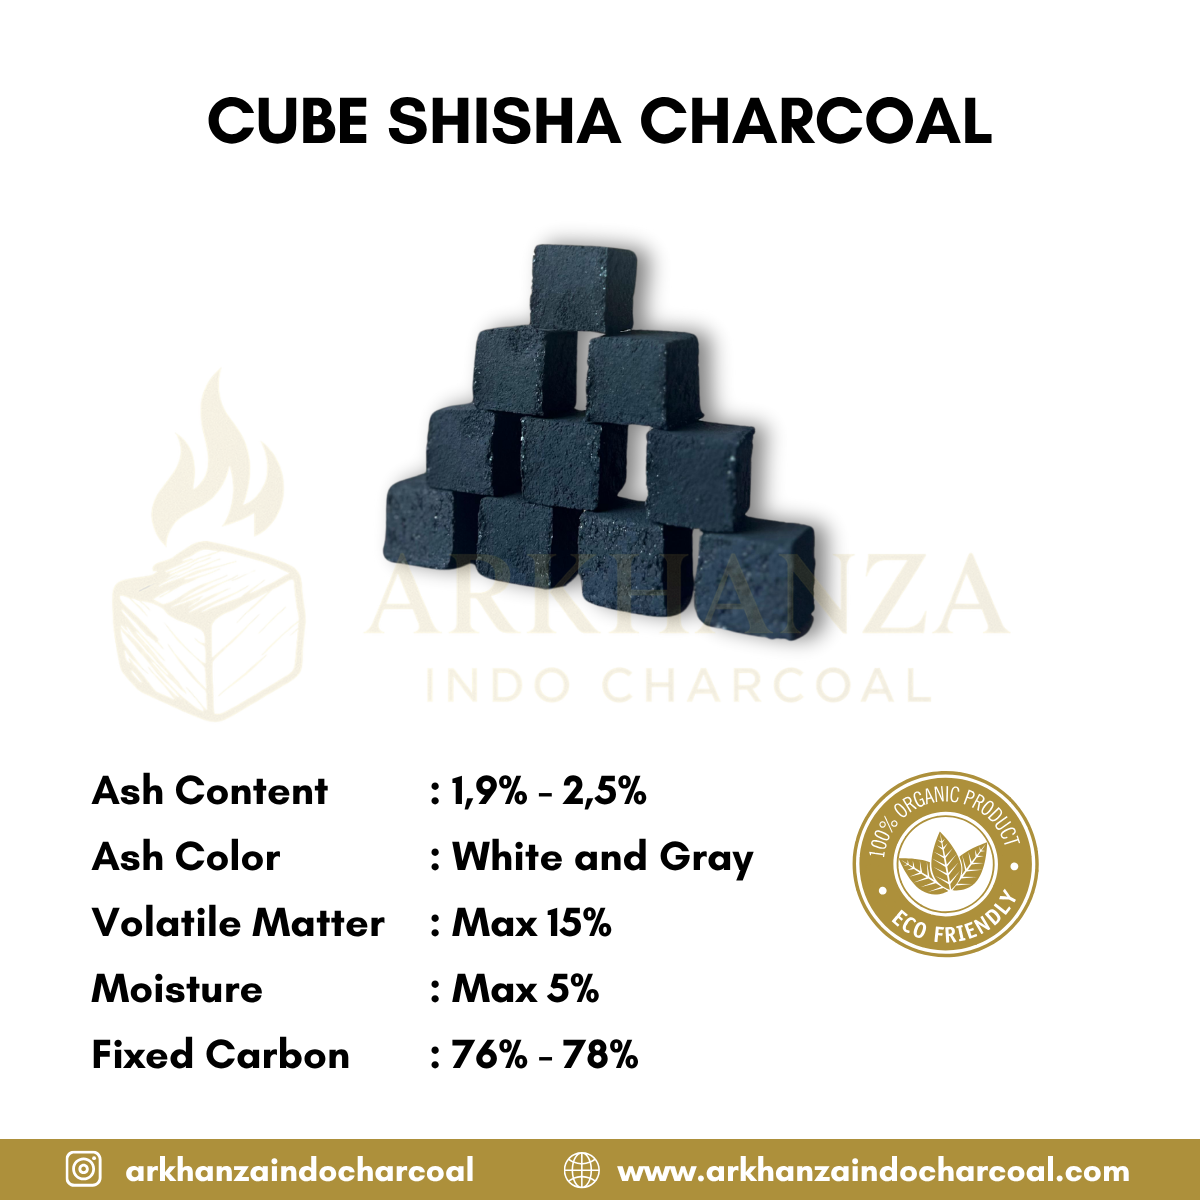 CUBE SHISHA CHARCOAL
ARKHANZA
INDO CHARCOAL
Ash Content : 1,9% - 2,5%
Ash Color : White and Gray
Volatile Matter : Max 15%
Moisture : Max 5%
Fixed Carbon : 76% - 78%
100% ORGANIC PRODUCT
ECO FRIENDLY
arkhanzaindocharcoal
www.arkhanzaindocharcoal.com